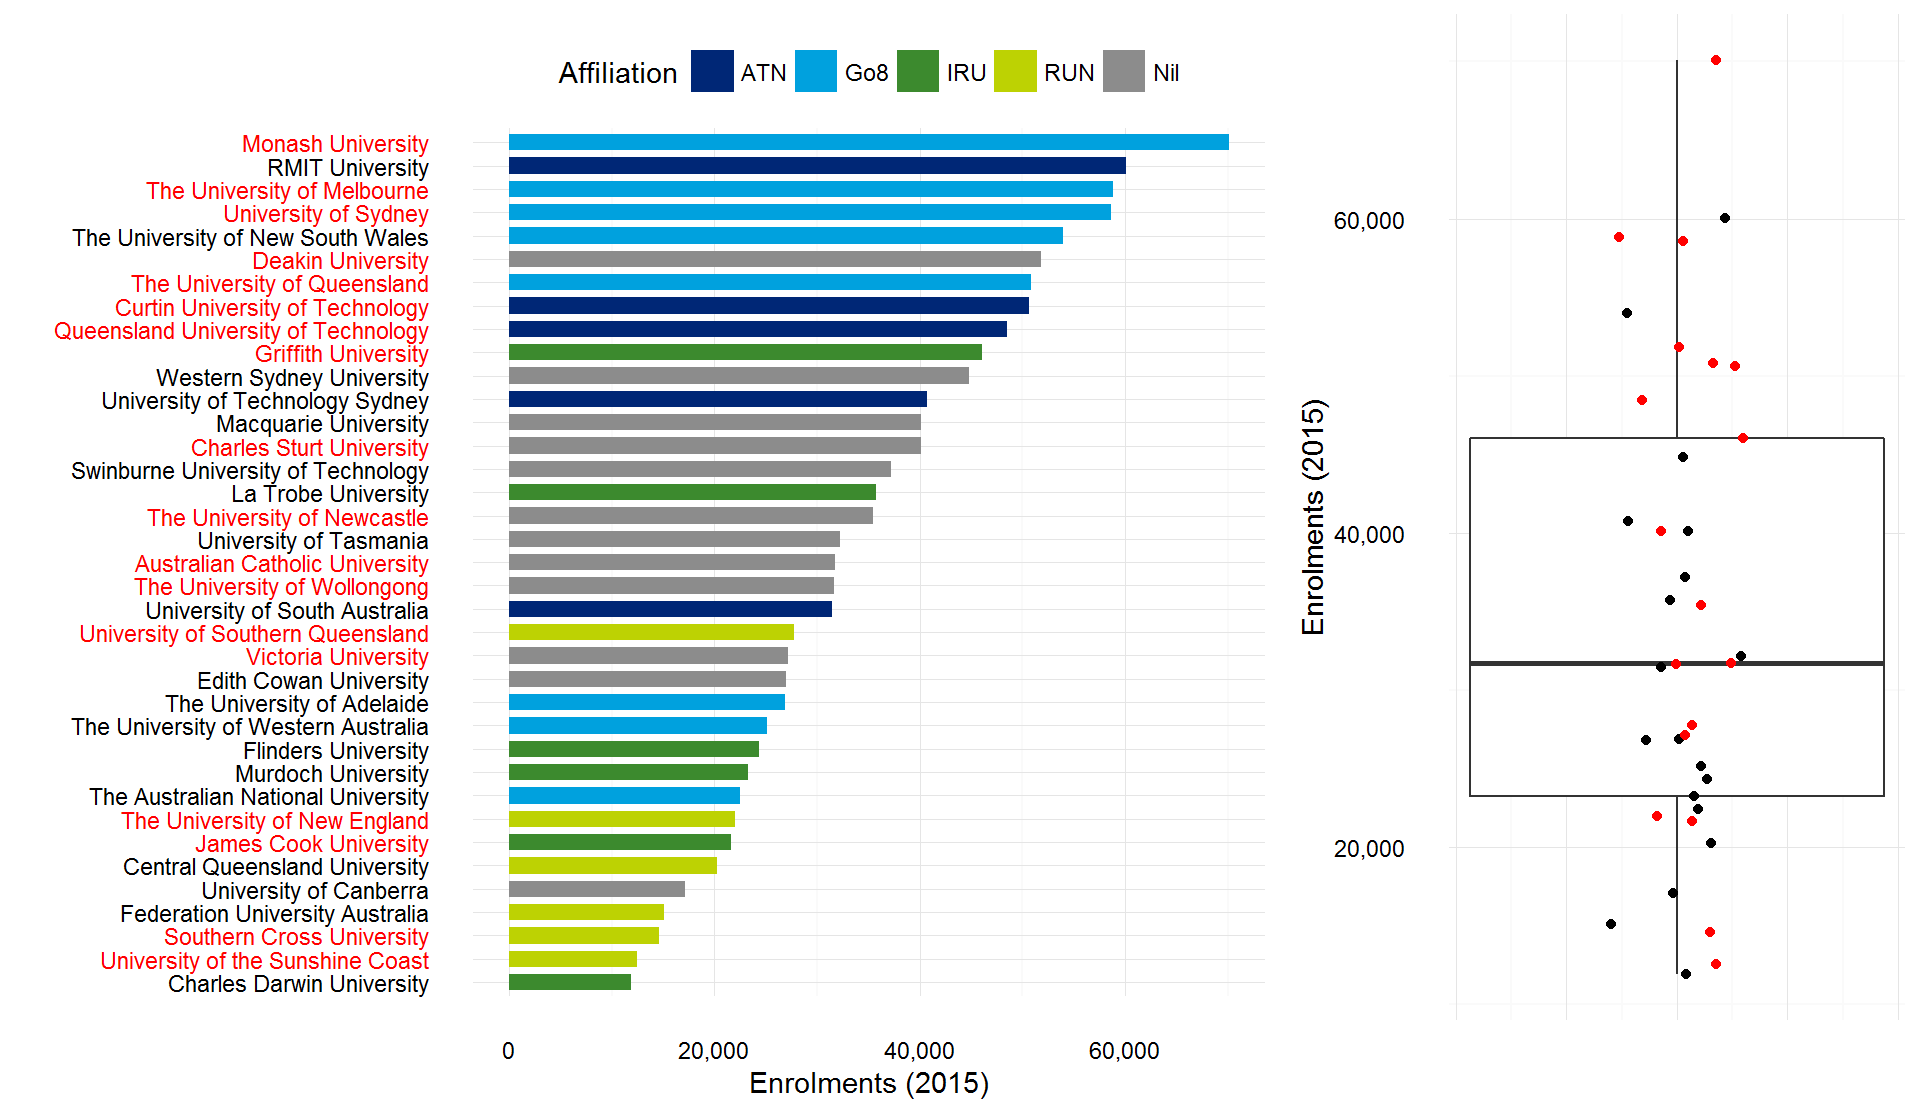 Affiliation ATN Go8 IRU RUN Nil
Monash University
RMIT University
The University of Melbourne
University of Sydney
The University of New South Wales
Deakin University
The University of Queensland
Curtin University of Technology
Queensland University of Technology
Griffith University
Western Sydney University
University of Technology Sydney
Macquarie University
Charles Sturt University
Swinburne University of Technology
La Trobe University
The University of Newcastle
University of Tasmania
Australian Catholic University
The University of Wollongong
University of South Australia
University of Southern Queensland
Victoria University
Edith Cowan University
The University of Adelaide
The University of Western Australia
Flinders University
Murdoch University
The Australian National University
The University of New England
James Cook University
Central Queensland University
University of Canberra
Federation University Australia
Southern Cross University
University of the Sunshine Coast
Charles Darwin University
0 20,000 40,000 60,000
Enrolments (2015)
Enrolments (2015)
60,000
40,000
20,000